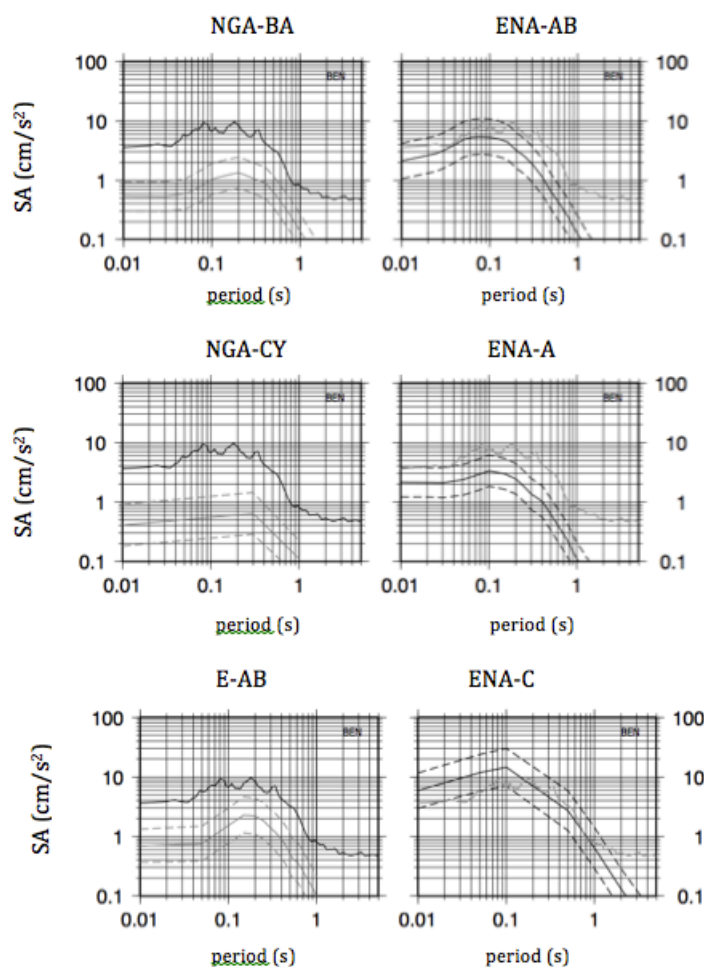 NGA-BA ENA-AB
100 100
BEN BEN
10 10
SA (cm/s²)
1 1
0.1 0.1
0.01 0.1 1 0.01 0.1 1
period (s) period (s)
NGA-CY ENA-A
100 100
BEN BEN
10 10
SA (cm/s²)
1 1
0.1 0.1
0.01 0.1 1 0.01 0.1 1
period (s) period (s)
E-AB ENA-C
100 100
BEN BEN
10 10
SA (cm/s²)
1 1
0.1 0.1
0.01 0.1 1 0.01 0.1 1
period (s) period (s)